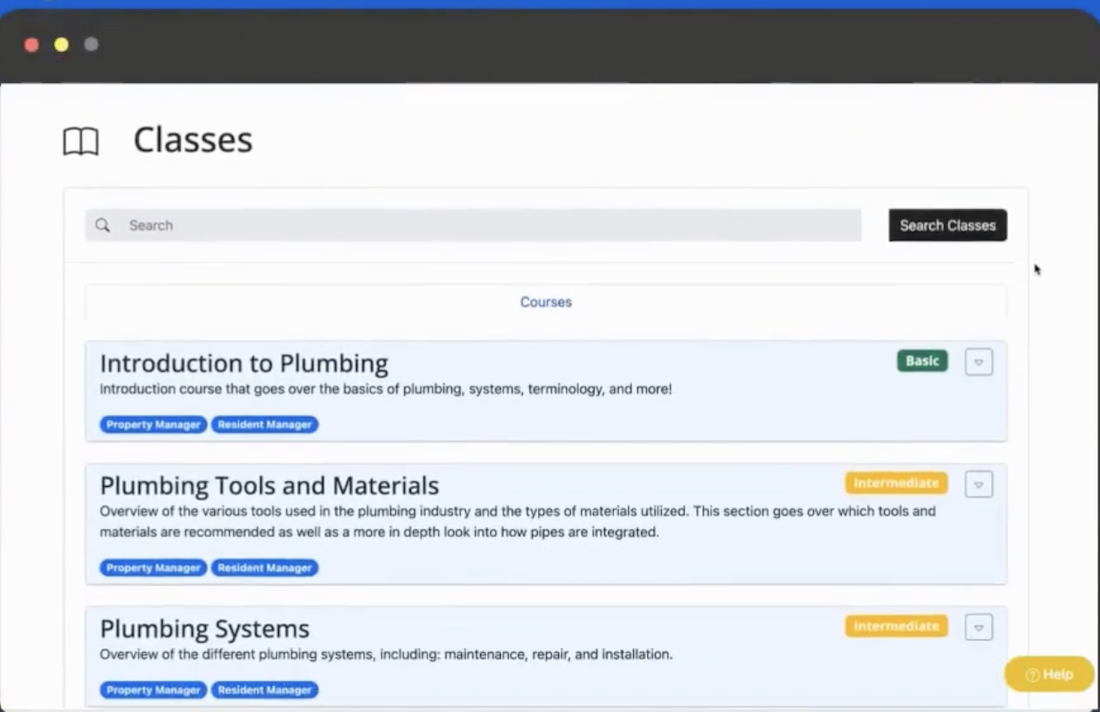 Classes
Search
Search Classes
Courses
Introduction to Plumbing
Basic
Introduction course that goes over the basics of plumbing, systems, terminology, and more!
Property Manager Resident Manager
Plumbing Tools and Materials
Intermediate
Overview of the various tools used in the plumbing industry and the types of materials utilized. This section goes over which tools and
materials are recommended as well as a more in depth look into how pipes are integrated.
Property Manager Resident Manager
Plumbing Systems
Intermediate
Overview of the different plumbing systems, including: maintenance, repair, and installation.
Property Manager Resident Manager
Help